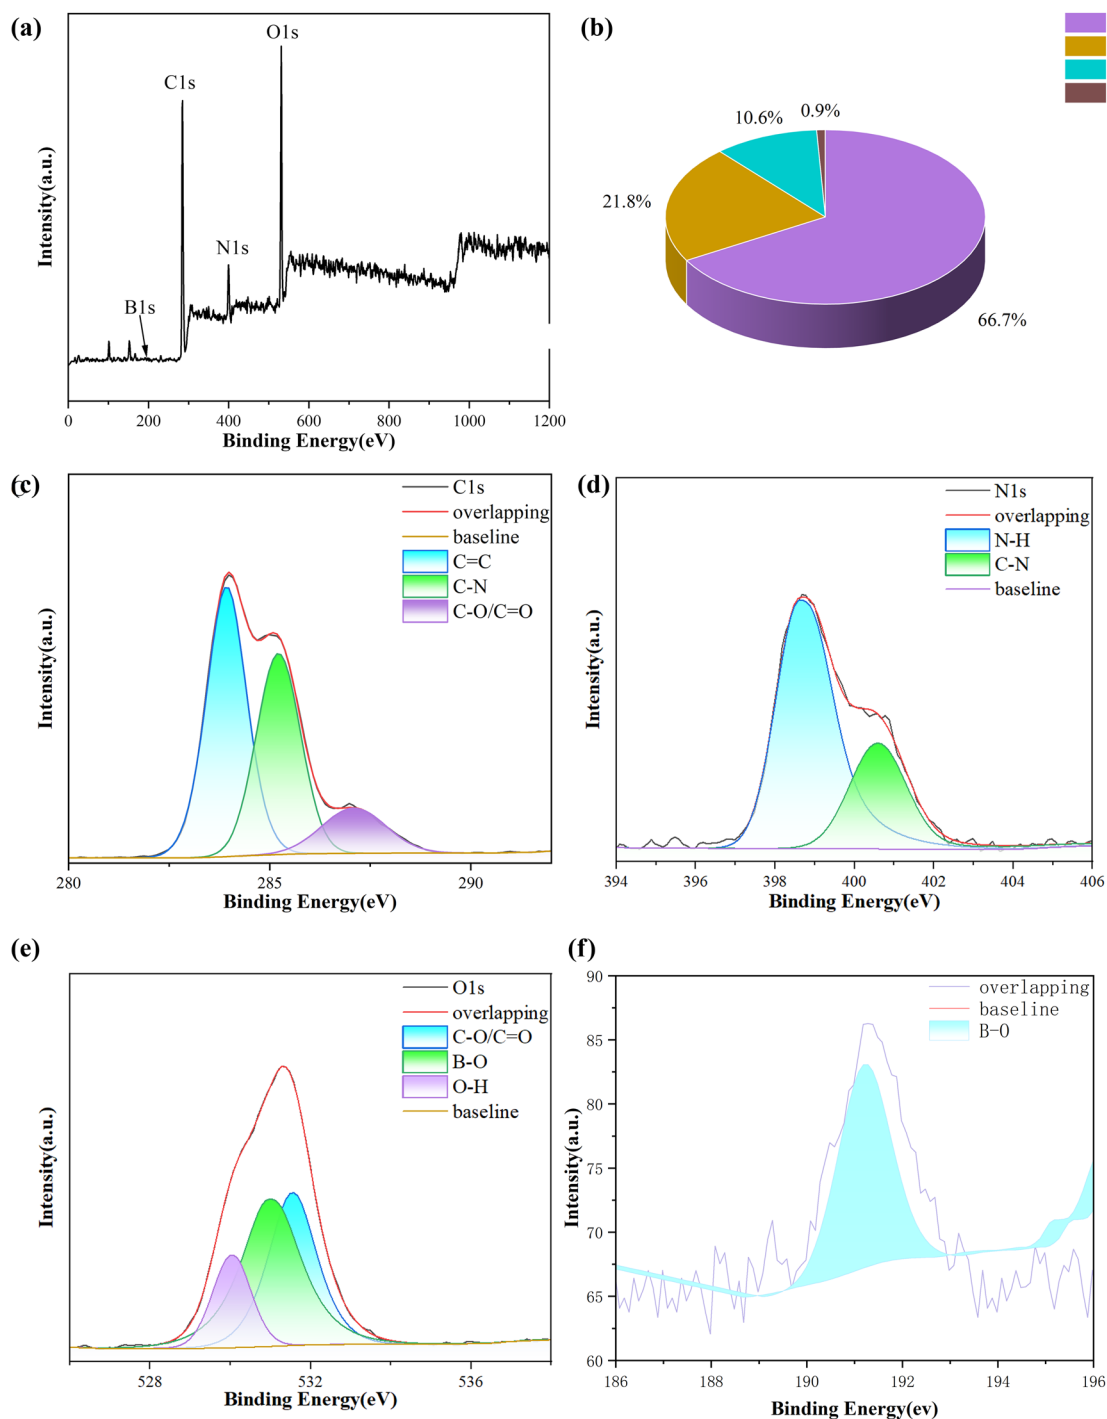 (a)
O1s
C1s
N1s
B1s
Intensity(a.u.)
0 200 400 600 800 1000 1200
Binding Energy(eV)
(b)
10.6% 0.9%
21.8%
66.7%
(c)
C1s
overlapping
baseline
C=C
C-N
C-O/C=O
Intensity(a.u.)
280 285 290
Binding Energy(eV)
(d)
N1s
overlapping
N-H
C-N
baseline
Intensity(a.u.)
394 396 398 400 402 404 406
Binding Energy(eV)
(e)
O1s
overlapping
C-O/C=O
B-O
O-H
baseline
Intensity(a.u.)
528 532 536
Binding Energy(eV)
(f)
overlapping
baseline
B-O
Intensity(a.u.)
90
85
80
75
70
65
60
186 188 190 192 194 196
Binding Energy(ev)